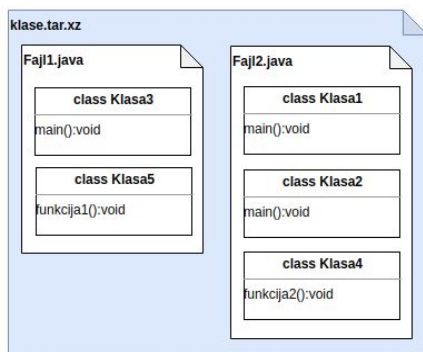 klase.tar.xz
Fajl1.java
class Klasa3
main():void
class Klasa5
funkcija1():void
Fajl2.java
class Klasa1
main():void
class Klasa2
main():void
class Klasa4
funkcija2():void